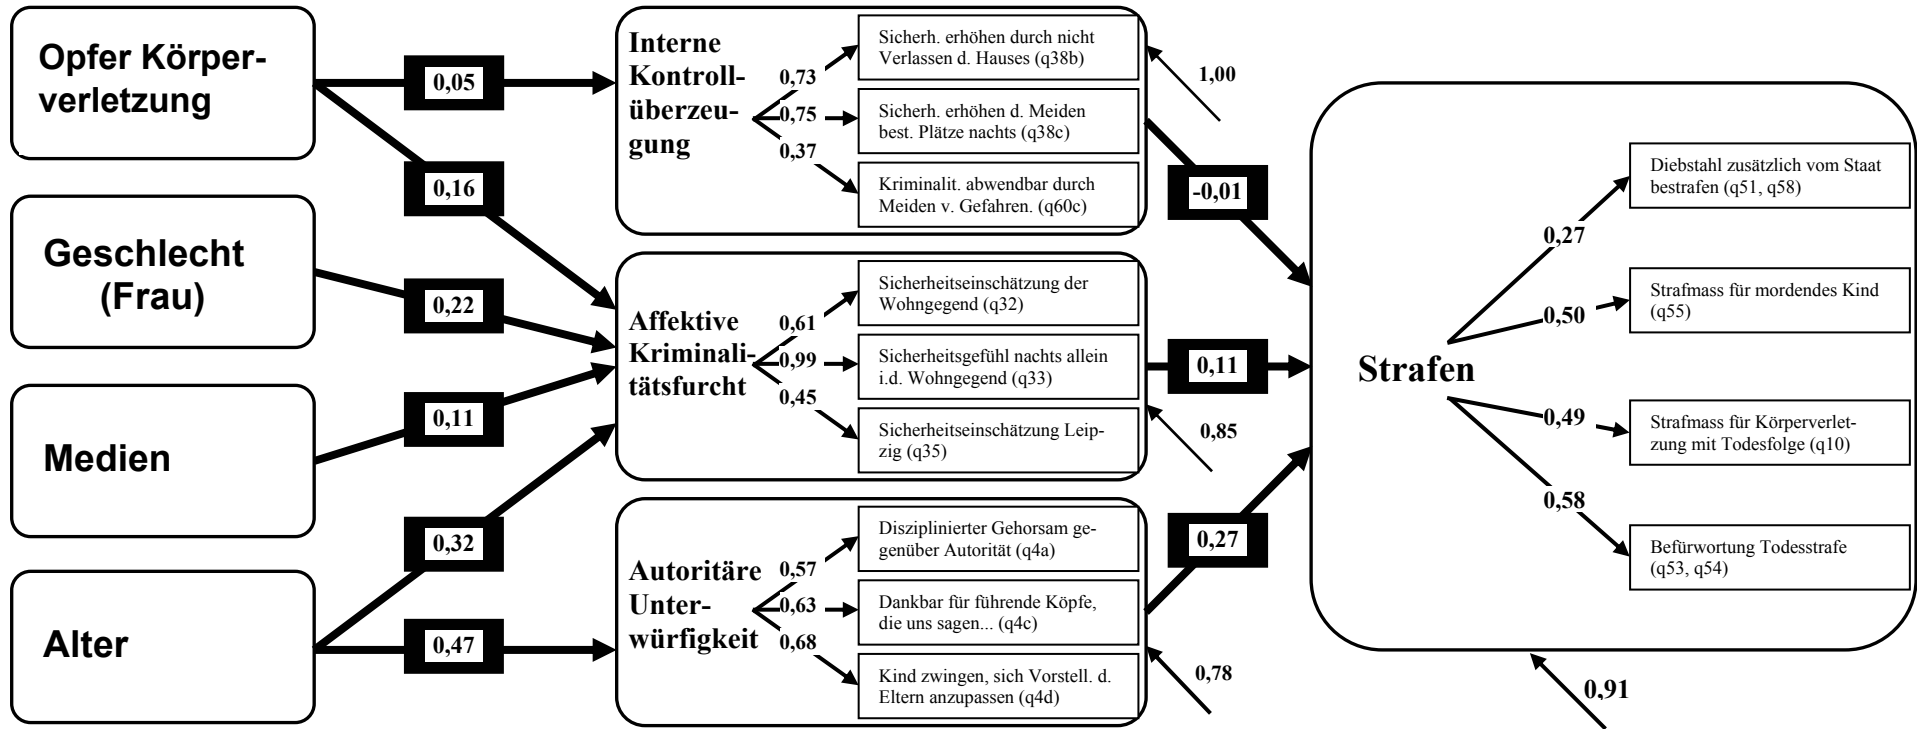 Opfer Körper-
verletzung
Geschlecht
(Frau)
Medien
Alter
0,05
0,16
0,22
0,11
0,32
0,47
Interne
Kontroll-
überzeu-
gung
0,73
0,75
0,37
Sicherh. erhöhen durch nicht
Verlassen d. Hauses (q38b)
Sicherh. erhöhen d. Meiden
best. Plätze nachts (q38c)
Kriminalit. abwendbar durch
Meiden v. Gefahren. (q60c)
1,00
Affektive
Kriminali-
tätsfurcht
0,61
0,99
0,45
Sicherheitseinschätzung der
Wohngegend (q32)
Sicherheitsgefühl nachts allein
i.d. Wohngegend (q33)
Sicherheitseinschätzung Leip-
zig (q35)
0,85
Autoritäre
Unter-
würfigkeit
0,57
0,63
0,68
Disziplinierter Gehorsam ge-
genüber Autorität (q4a)
Dankbar für führende Köpfe,
die uns sagen... (q4c)
Kind zwingen, sich Vorstell. d.
Eltern anzupassen (q4d)
0,78
-0,01
0,11
0,27
Strafen
0,27
0,50
0,49
0,58
Diebstahl zusätzlich vom Staat
bestrafen (q51, q58)
Strafmass für mordendes Kind
(q55)
Strafmass für Körperverlet-
zung mit Todesfolge (q10)
Befürwortung Todesstrafe
(q53, q54)
0,91